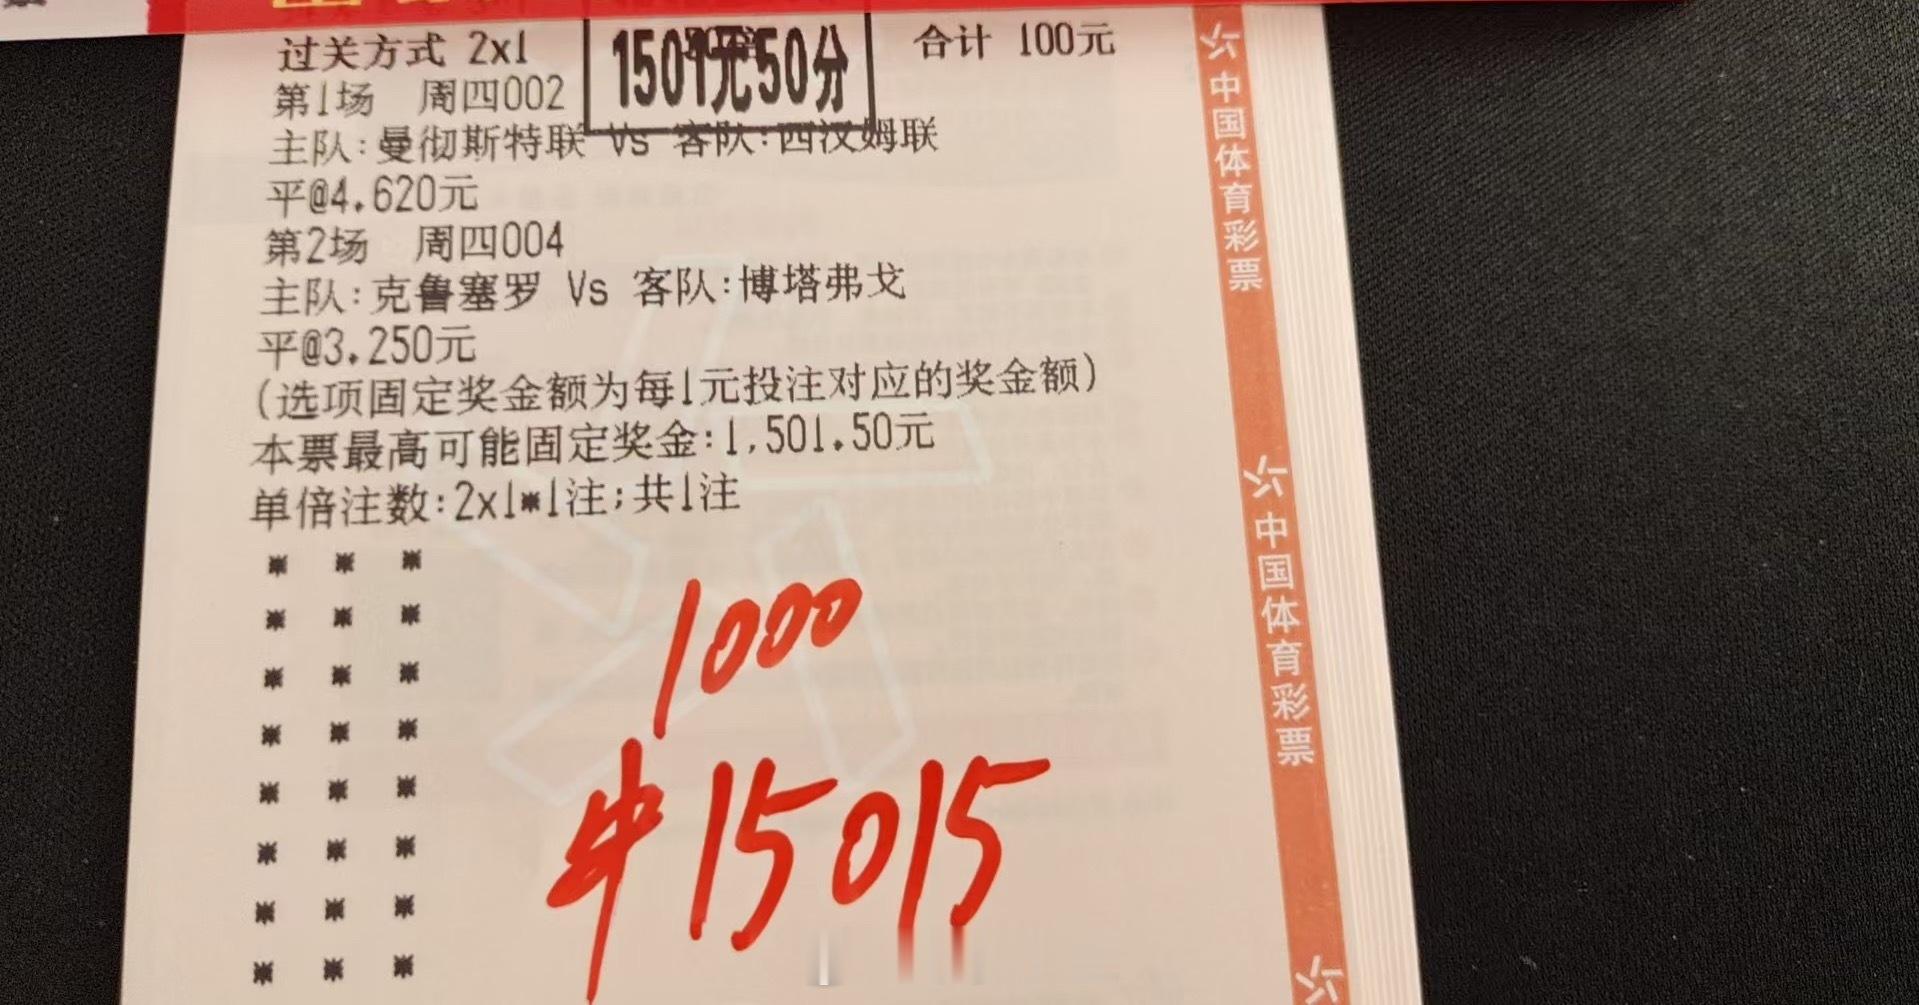 过关方式 2x1 合计 100元
1501元50分
第1场 周四002
主队:曼彻斯特联 Vs 客队:西汉姆联
平@4.620元
第2场 周四004
主队:克鲁塞罗 Vs 客队:博塔弗戈
平@3.250元
(选项固定奖金额为每1元投注对应的奖金额)
本票最高可能固定奖金:1,501.50元
单倍注数:2x1*1注;共1注
* * *
* * *
* * *
* * *
* * *
* * *
* * *
* * *
1000
中15015
中国体育彩票
中国体育彩票